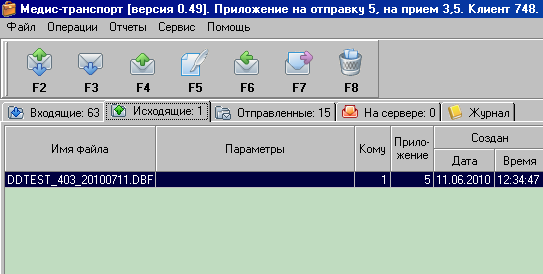 Медис-транспорт [версия 0.49]. Приложение на отправку 5, на прием 3,5. Клиент 748.
Файл Операции Отчеты Сервис Помощь
F2 F3 F4 F5 F6 F7 F8
Входящие: 63 Исходящие: 1 Отправленные: 15 На сервере: 0 Журнал
Имя файла Параметры Кому Прило-жение Создан
Дата Время
DDTEST_403_20100711.DBF 1 5 11.06.2010 12:34:47